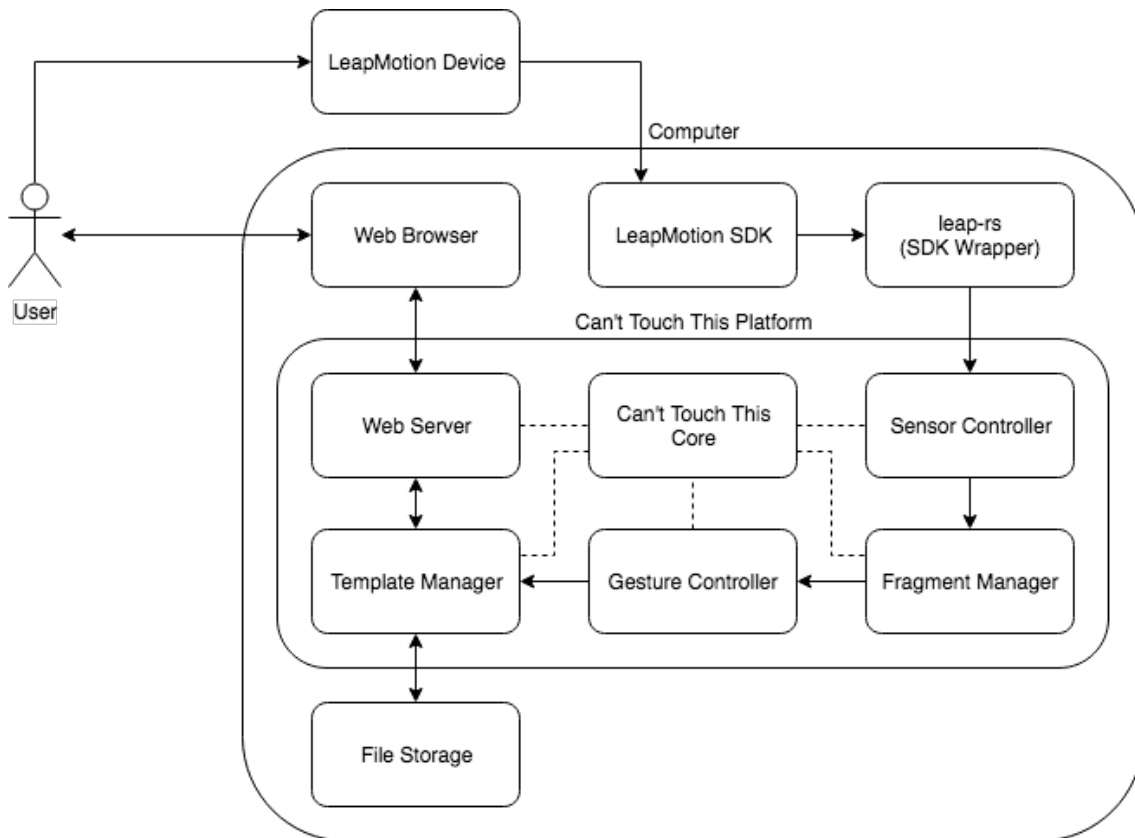 LeapMotion Device
Computer
Web Browser
LeapMotion SDK
leap-rs
(SDK Wrapper)
User
Can't Touch This Platform
Web Server
Can't Touch This
Core
Sensor Controller
Template Manager
Gesture Controller
Fragment Manager
File Storage